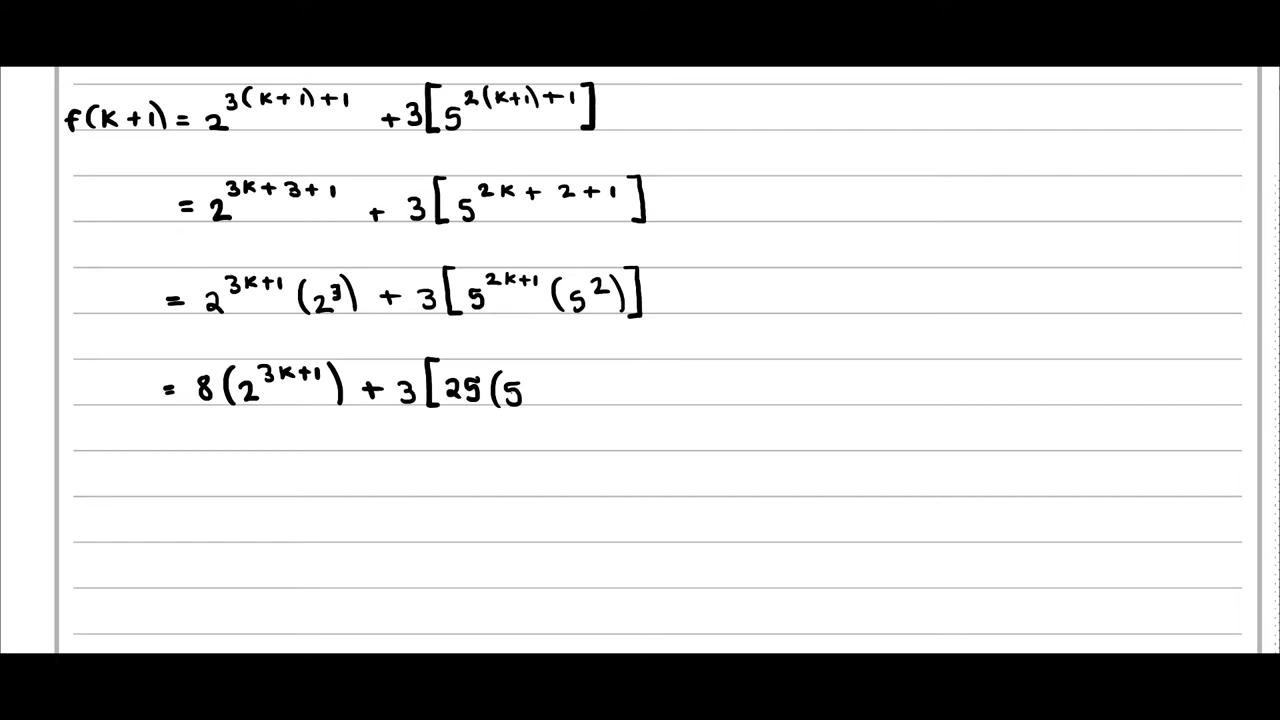 f(k+1) = 2^{3(k+1)+1} + 3[5^{2(k+1)+1}]
= 2^{3k+3+1} + 3[5^{2k+2+1}]
= 2^{3k+1}(2^3) + 3[5^{2k+1}(5^2)]
= 8(2^{3k+1}) + 3[25(5